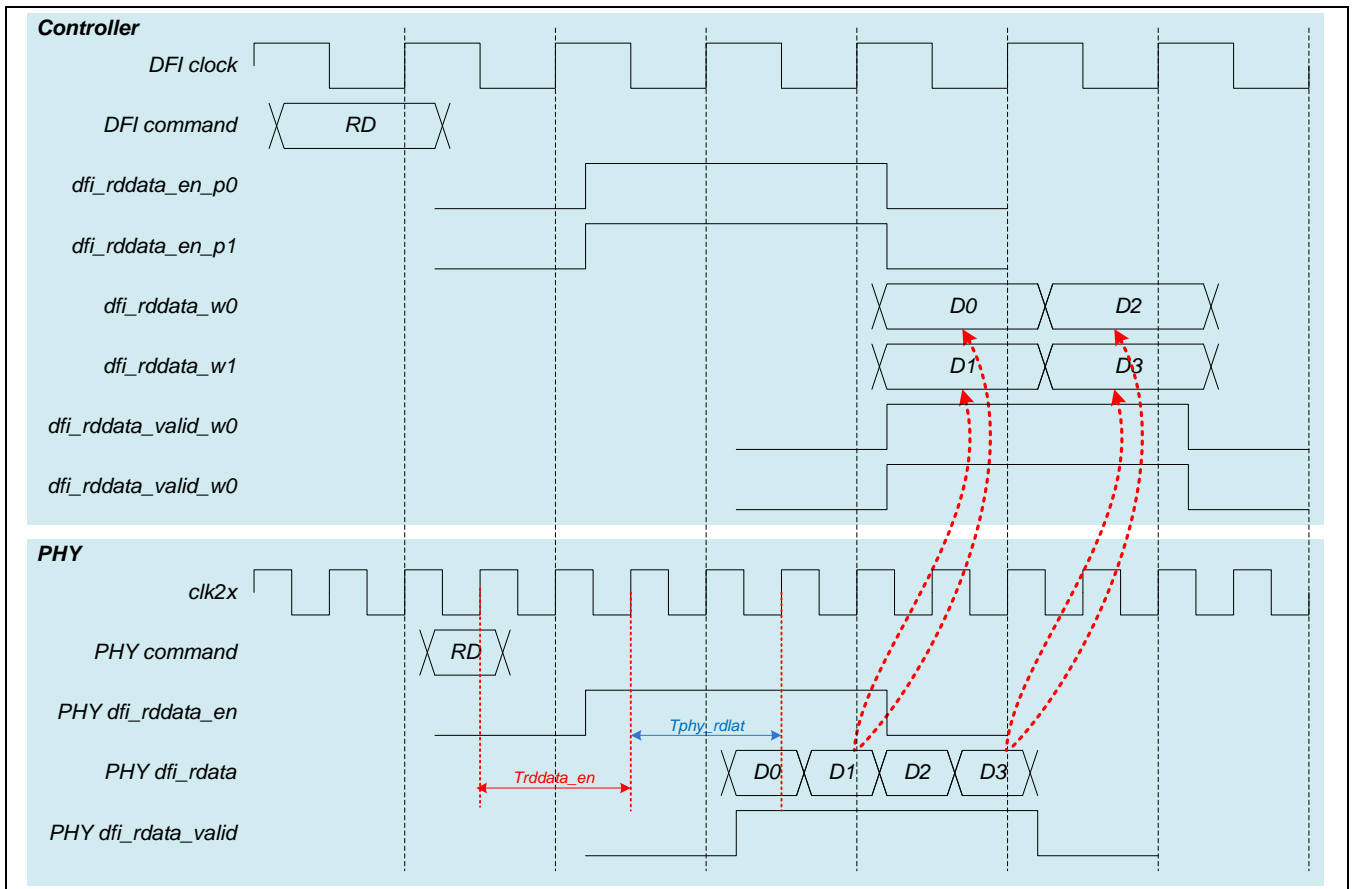 Controller
DFI clock
DFI command RD
dfi_rddata_en_p0
dfi_rddata_en_p1
dfi_rddata_w0 D0 D2
dfi_rddata_w1 D1 D3
dfi_rddata_valid_w0
dfi_rddata_valid_w0
PHY
clk2x
PHY command RD
PHY dfi_rddata_en
Tphy_rdlat
PHY dfi_rdata D0 D1 D2 D3
Trddata_en
PHY dfi_rdata_valid